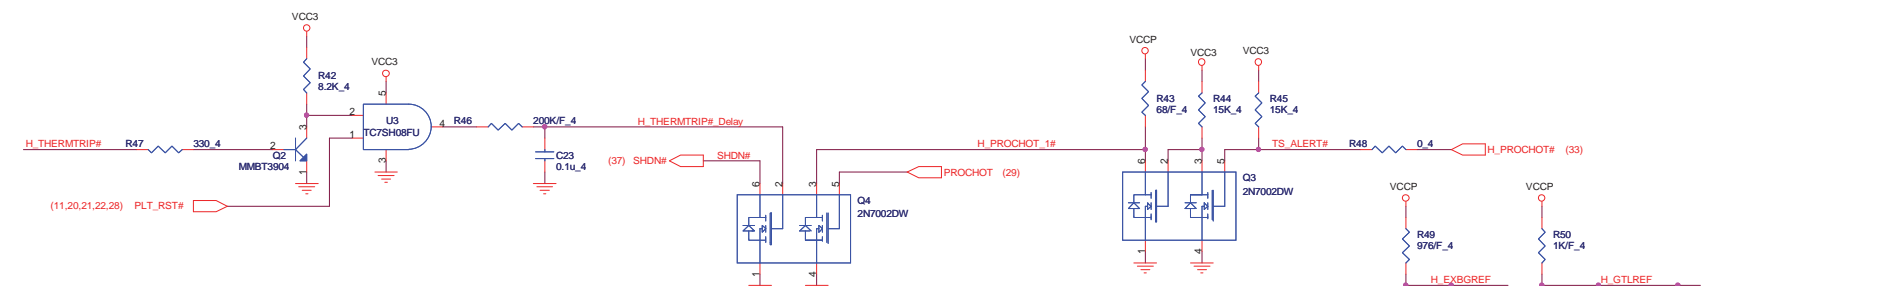 VCC3
R42
8.2K_4
VCC3
5
2
1
U3
TC7SH08FU
4
3
R46
200K/F_4
H_THERMTRIP#_Delay
C23
0.1u_4
H_THERMTRIP#
R47
330_4
2
3
1
Q2
MMBT3904
(11,20,21,22,28) PLT_RST#
(37) SHDN#
SHDN#
6
2
3
5
Q4
2N7002DW
1
4
PROCHOT (29)
H_PROCHOT_1#
VCCP
R43
68/F_4
VCC3
R44
15K_4
VCC3
R45
15K_4
TS_ALERT#
R48
0_4
H_PROCHOT# (33)
6
2
3
5
Q3
2N7002DW
1
4
VCCP
R49
976/F_4
H_EXBGREF
VCCP
R50
1K/F_4
H_GTLREF